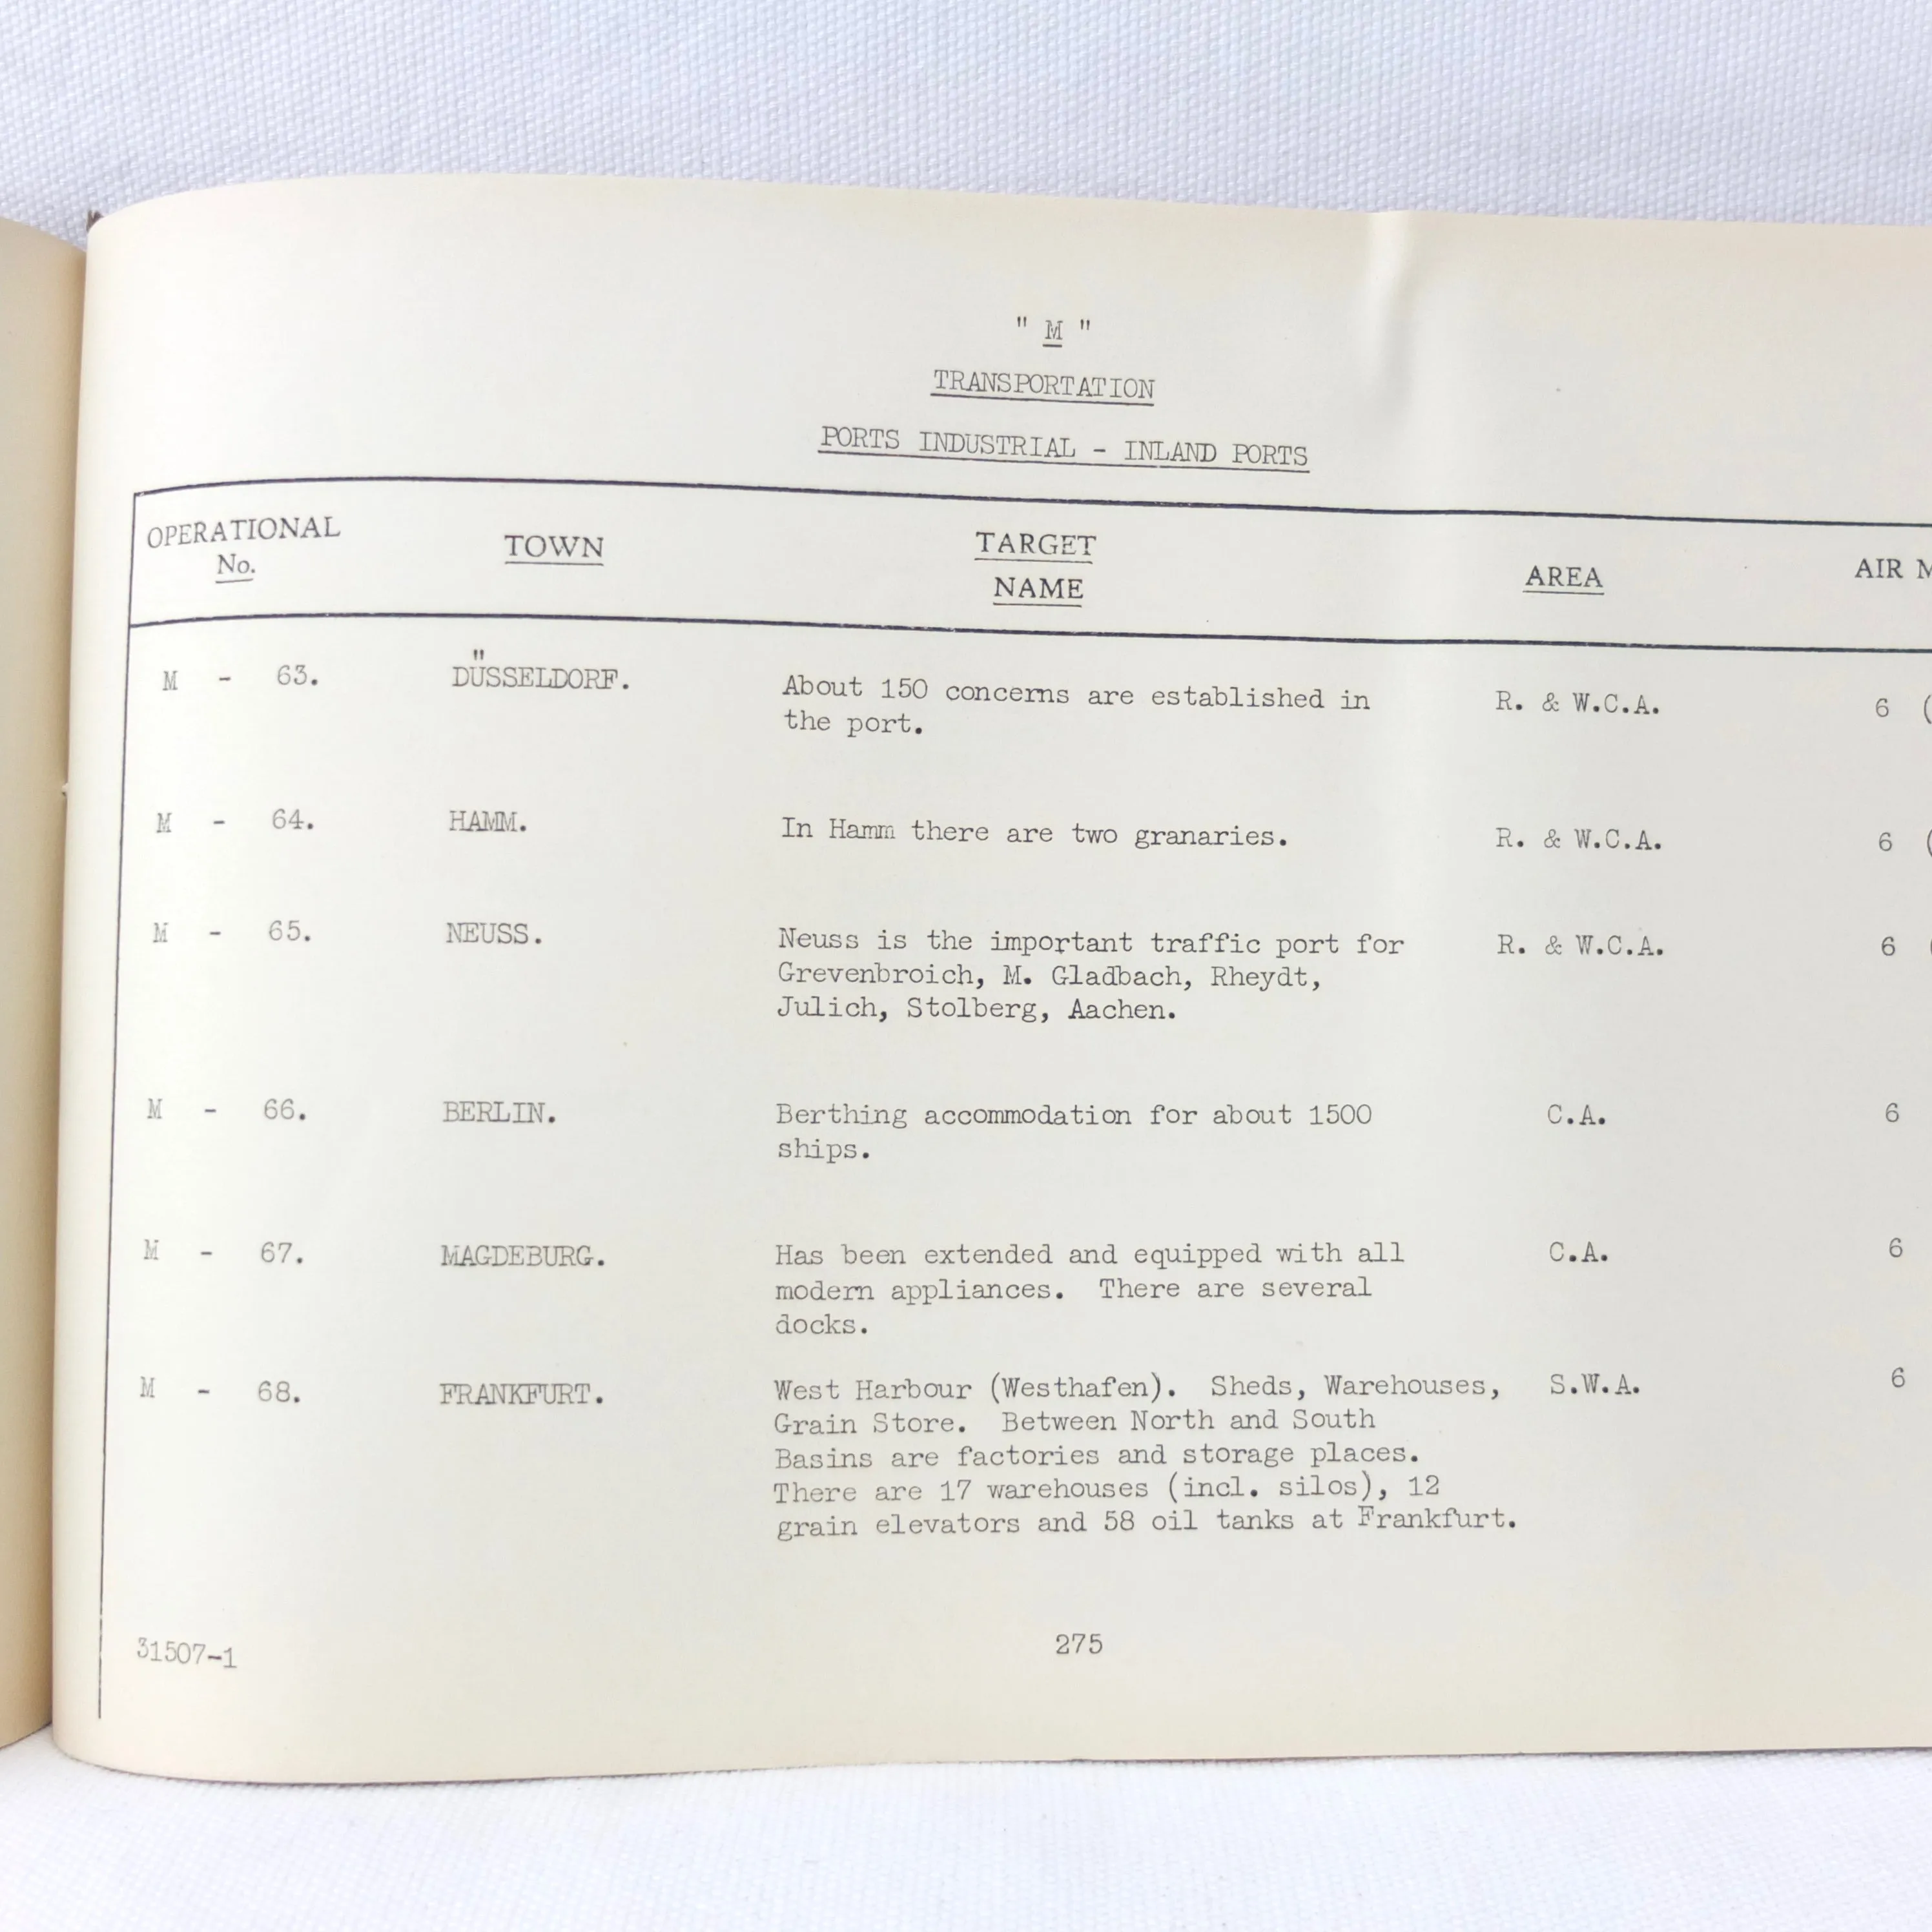 " M "
TRANSPORTATION
PORTS INDUSTRIAL - INLAND PORTS
OPERATIONAL No. TOWN TARGET NAME AREA AIR
M - 63. DÜSSELDORF. About 150 concerns are established in R. & W.C.A. 6 (
the port.
M - 64. HAMM. In Hamm there are two granaries. R. & W.C.A. 6 (
M - 65. NEUSS. Neuss is the important traffic port for R. & W.C.A. 6 (
Grevenbroich, M. Gladbach, Rheydt,
Julich, Stolberg, Aachen.
M - 66. BERLIN. Berthing accommodation for about 1500 C.A. 6
ships.
M - 67. MAGDEBURG. Has been extended and equipped with all C.A. 6
modern appliances. There are several
docks.
M - 68. FRANKFURT. West Harbour (Westhafen). Sheds, Warehouses, S.W.A. 6
Grain Store. Between North and South
Basins are factories and storage places.
There are 17 warehouses (incl. silos), 12
grain elevators and 58 oil tanks at Frankfurt.
31507-1 275